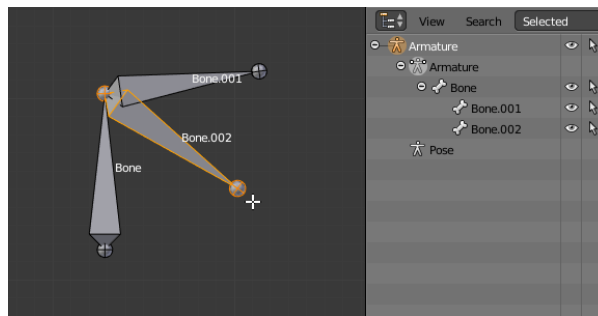 View Search Selected
Armature
Armature
Bone
Bone.001
Bone.002
Pose
Bone.001
Bone.002
Bone